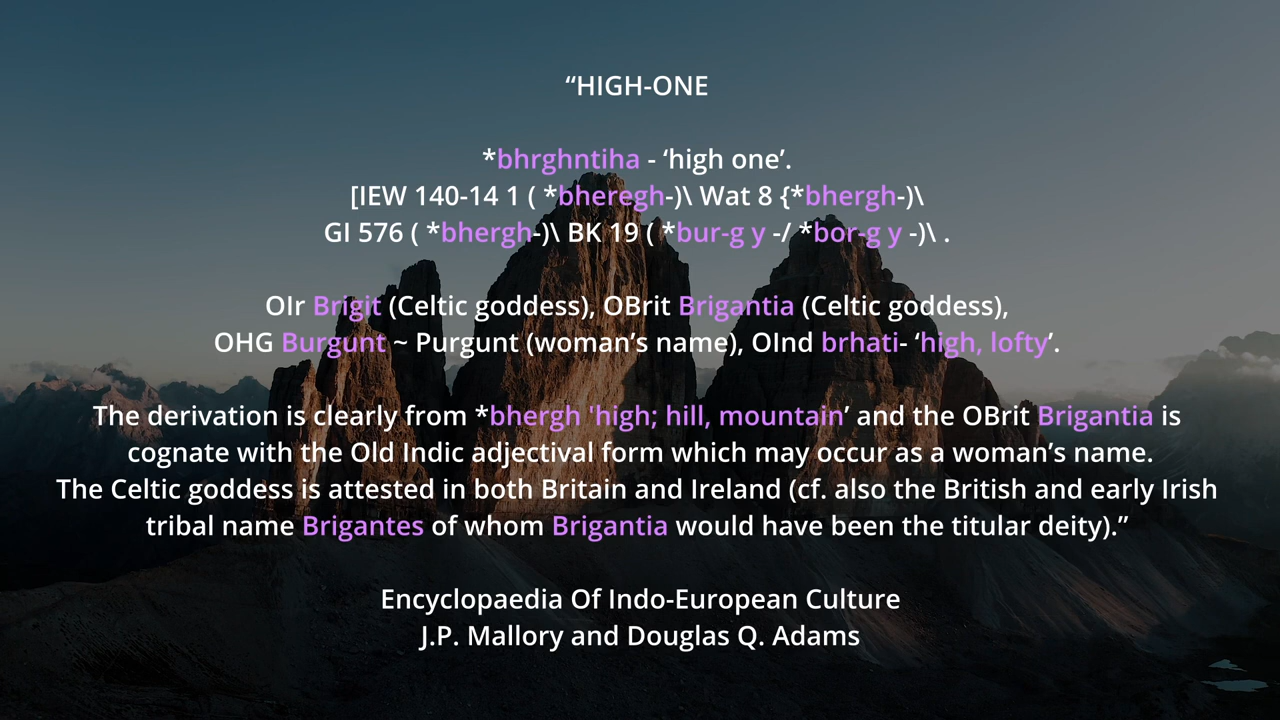 “HIGH-ONE
*bhrghntiha - ‘high one’.
[IEW 140-14 1 ( *bheregh-)\ Wat 8 {*bhergh-)\
GI 576 ( *bhergh-)\ BK 19 ( *bur-g y -/ *bor-g y -)\ .
OIr Brigit (Celtic goddess), OBrit Brigantia (Celtic goddess),
OHG Burgunt ~ Purgunt (woman’s name), OInd brhati- ‘high, lofty’.
The derivation is clearly from *bhergh 'high; hill, mountain’ and the OBrit Brigantia is
cognate with the Old Indic adjectival form which may occur as a woman’s name.
The Celtic goddess is attested in both Britain and Ireland (cf. also the British and early Irish
tribal name Brigantes of whom Brigantia would have been the titular deity).”
Encyclopaedia Of Indo-European Culture
J.P. Mallory and Douglas Q. Adams